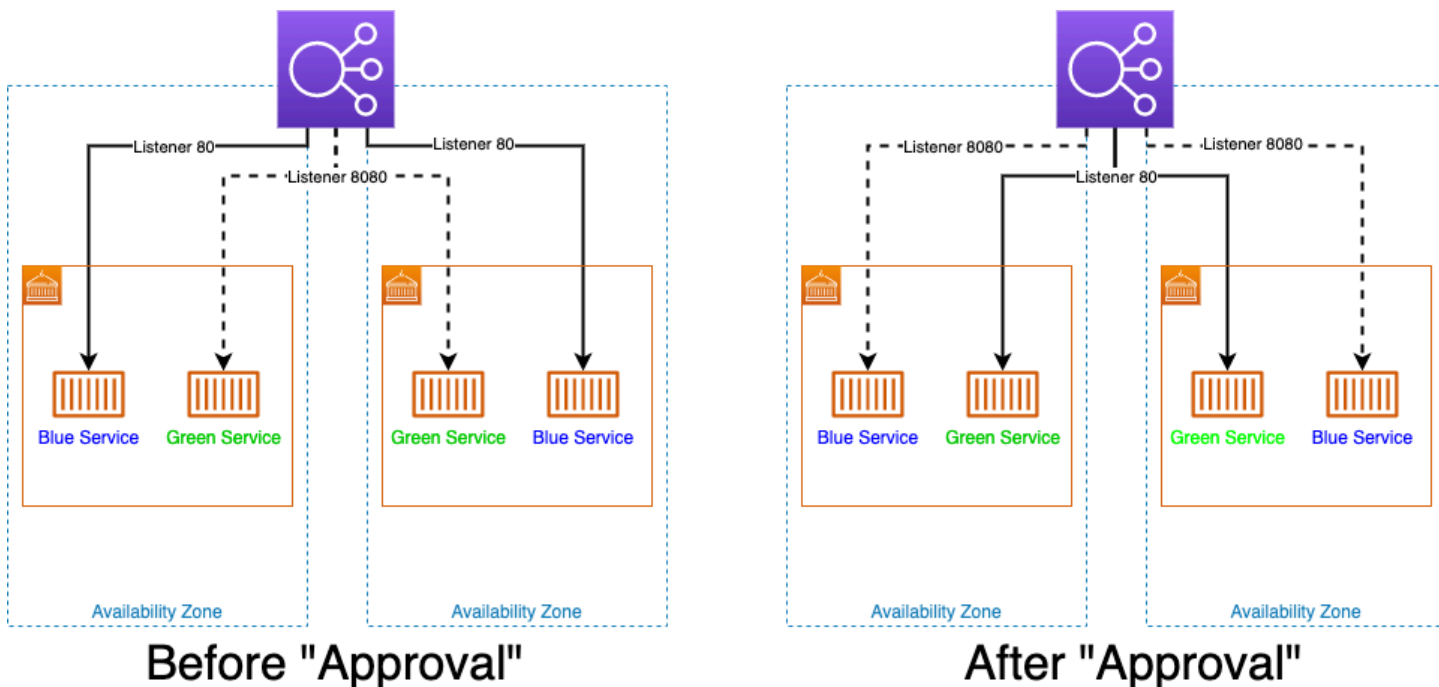 Listener 80
Listener 80
Listener 8080
Blue Service
Green Service
Green Service
Blue Service
Availability Zone
Availability Zone
Before "Approval"
Listener 8080
Listener 8080
Listener 80
Blue Service
Green Service
Green Service
Blue Service
Availability Zone
Availability Zone
After "Approval"